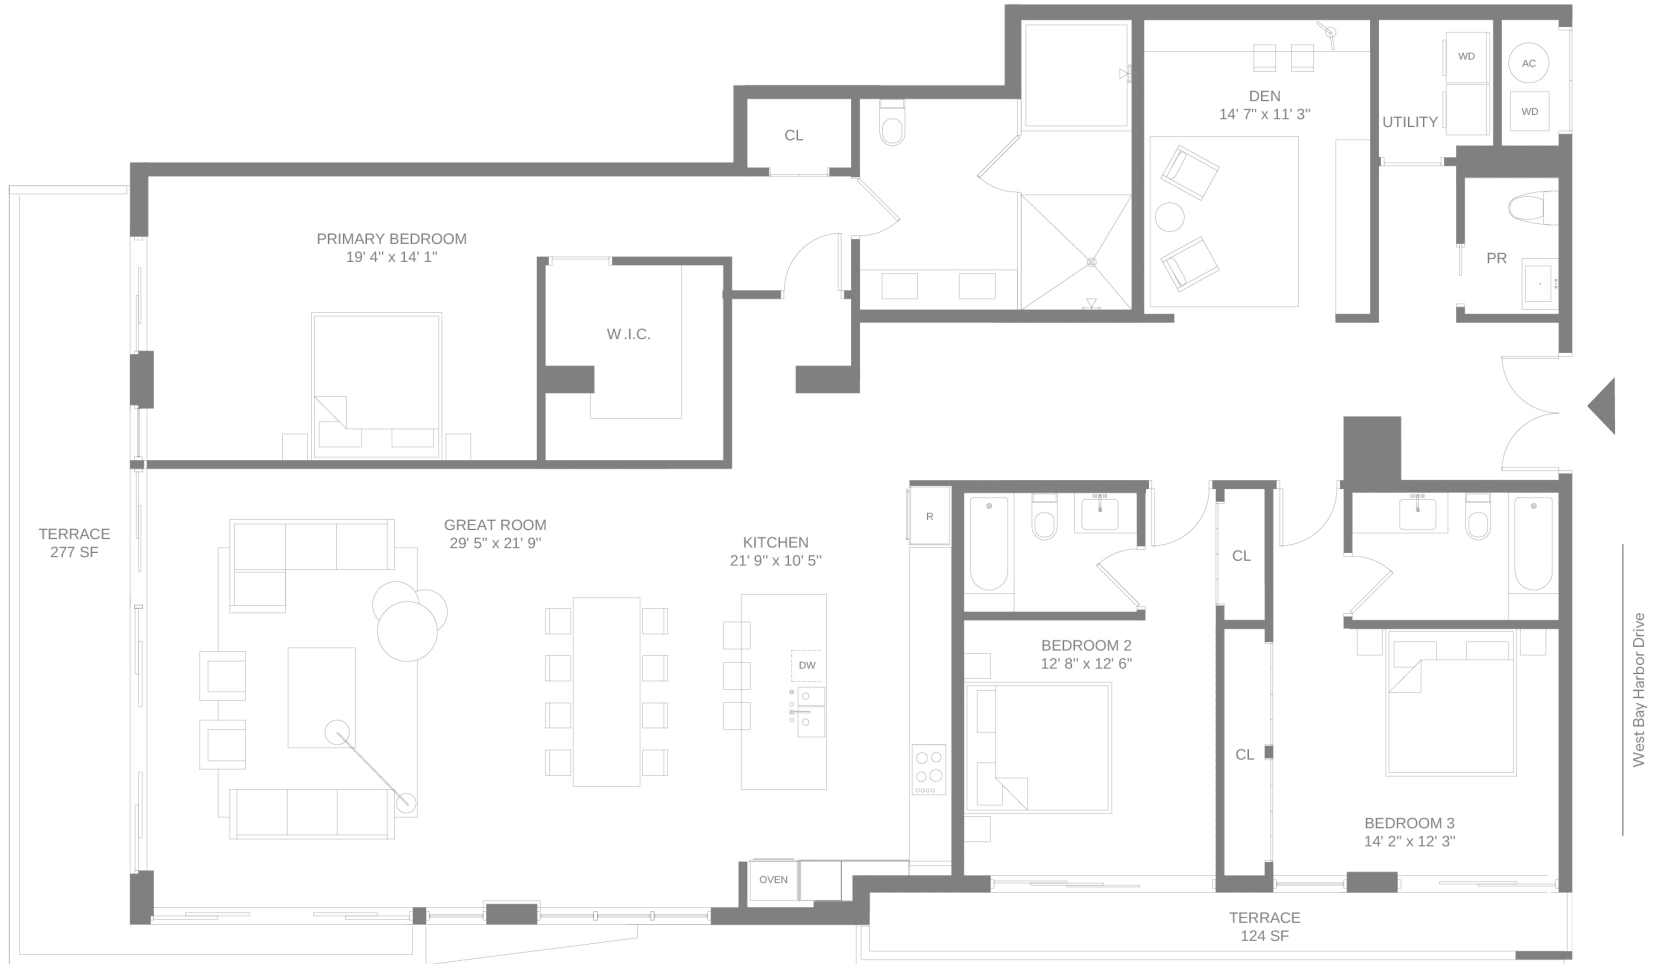 WD
AC
WD
DEN
14' 7" x 11' 3"
UTILITY
CL
PRIMARY BEDROOM
19' 4" x 14' 1"
PR
W.I.C.
TERRACE
277 SF
GREAT ROOM
29' 5" x 21' 9"
KITCHEN
21' 9" x 10' 5"
R
CL
DW
BEDROOM 2
12' 8" x 12' 6"
CL
BEDROOM 3
14' 2" x 12' 3"
OVEN
TERRACE
124 SF
West Bay Harbor Drive